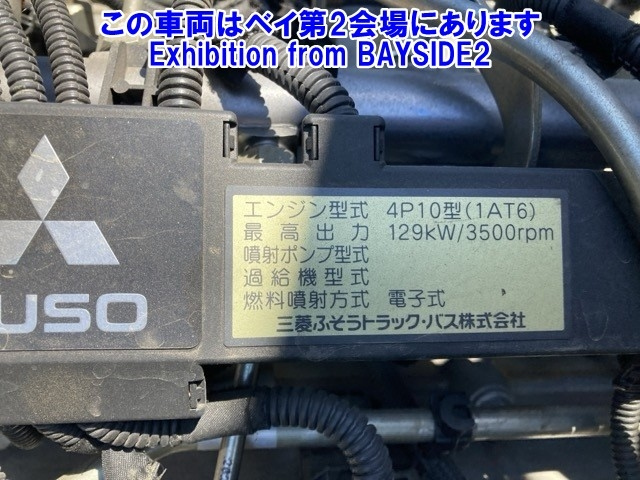 この車両はベイ第2会場にあります
Exhibition from BAYSIDE2
エンジン型式 4P10型(1AT6)
最高出力 129kW/3500rpm
噴射ポンプ型式
過給機型式
燃料噴射方式 電子式
三菱ふそうトラック・バス株式会社
USO